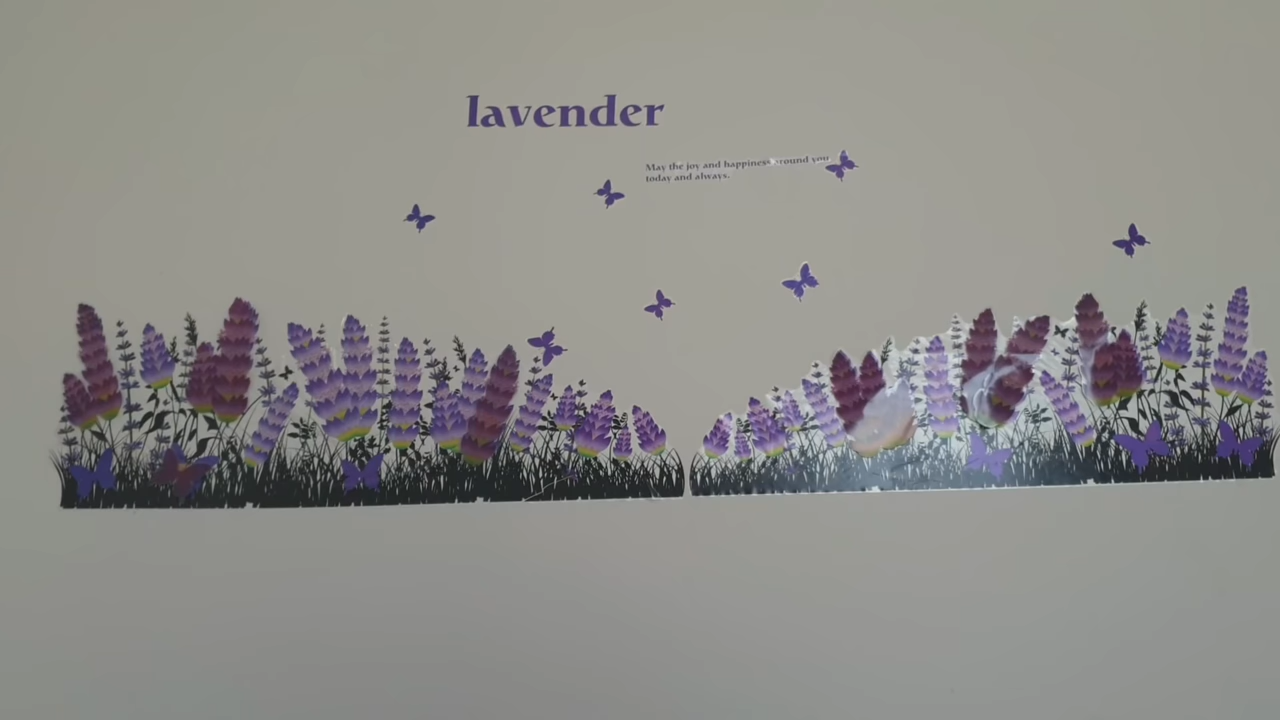 lavender
May the joy and happiness around you
today and always.